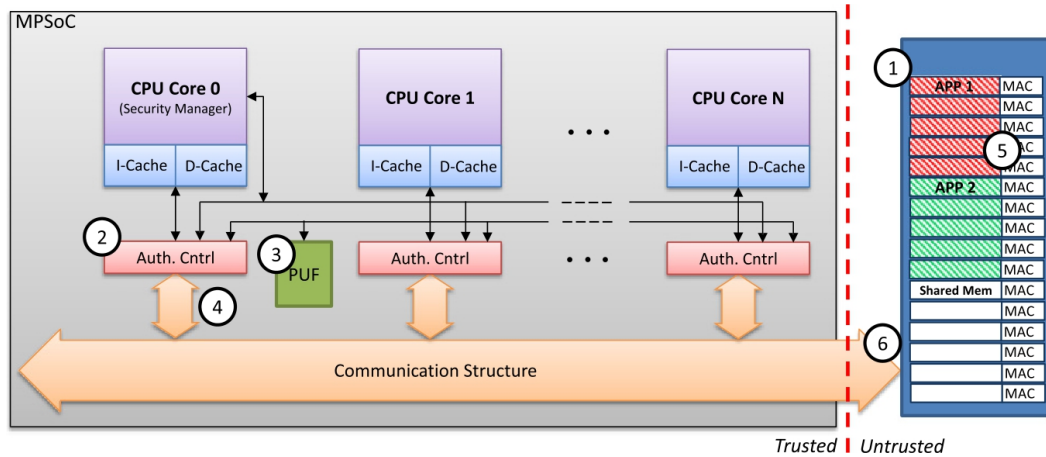 MPSoC
CPU Core 0
(Security Manager)
I-Cache D-Cache
CPU Core 1
I-Cache D-Cache
• • •
CPU Core N
I-Cache D-Cache
2
Auth. Cntrl
3
PUF
Auth. Cntrl
• • •
Auth. Cntrl
4
Communication Structure
Trusted Untrusted
1
APP 1 MAC
MAC
MAC
5 MAC
MAC
APP 2 MAC
MAC
MAC
MAC
MAC
Shared Mem MAC
MAC
MAC
6
MAC
MAC
MAC